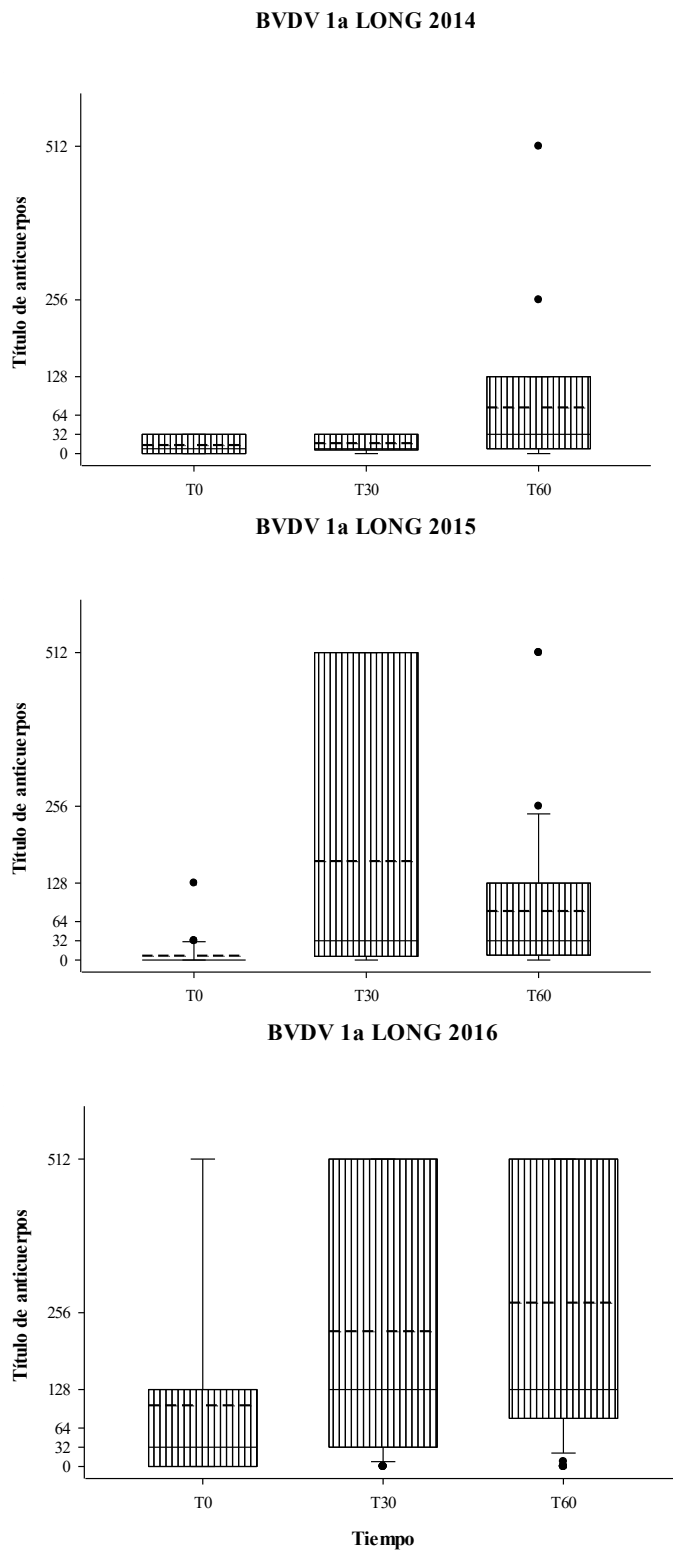 BVDV 1a LONG 2014
Título de anticuerpos
512
256
128
64
32
0
T0 T30 T60
BVDV 1a LONG 2015
Título de anticuerpos
512
256
128
64
32
0
T0 T30 T60
BVDV 1a LONG 2016
Título de anticuerpos
512
256
128
64
32
0
T0 T30 T60
Tiempo